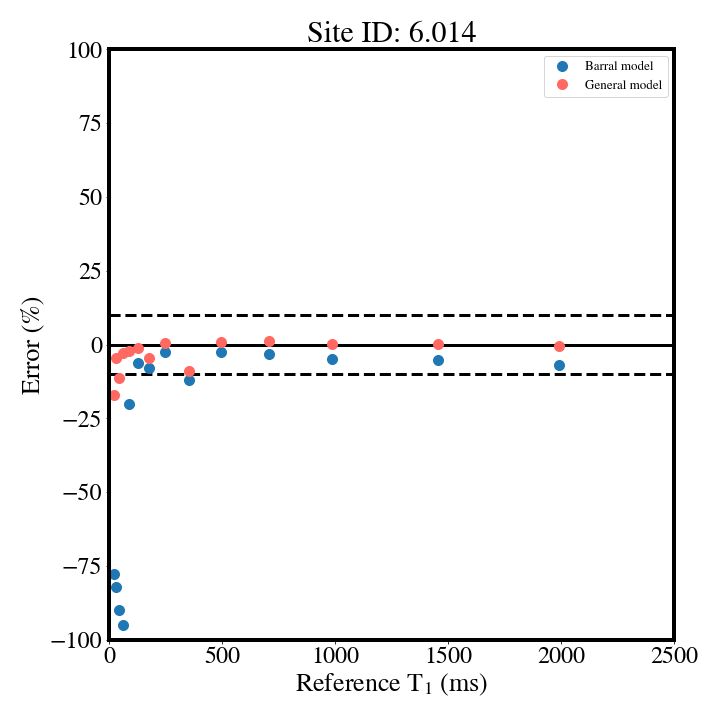 Site ID: 6.014
Barral model
General model
100
75
50
25
0
−25
−50
−75
−100
Error (%)
0 500 1000 1500 2000 2500
Reference T₁ (ms)